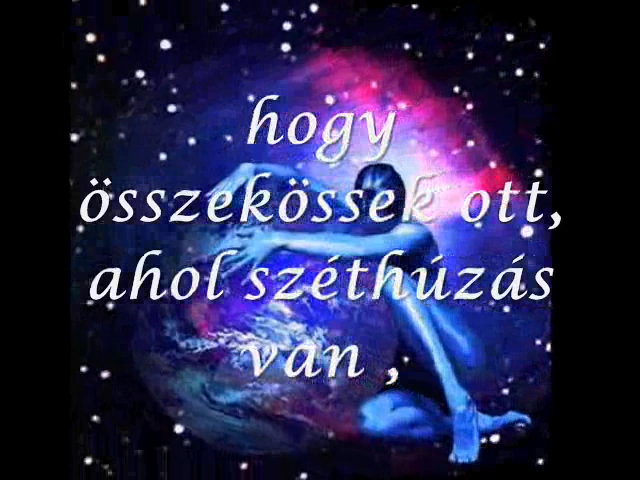 hogy
összekössek ott,
ahol széthúzás
van ,